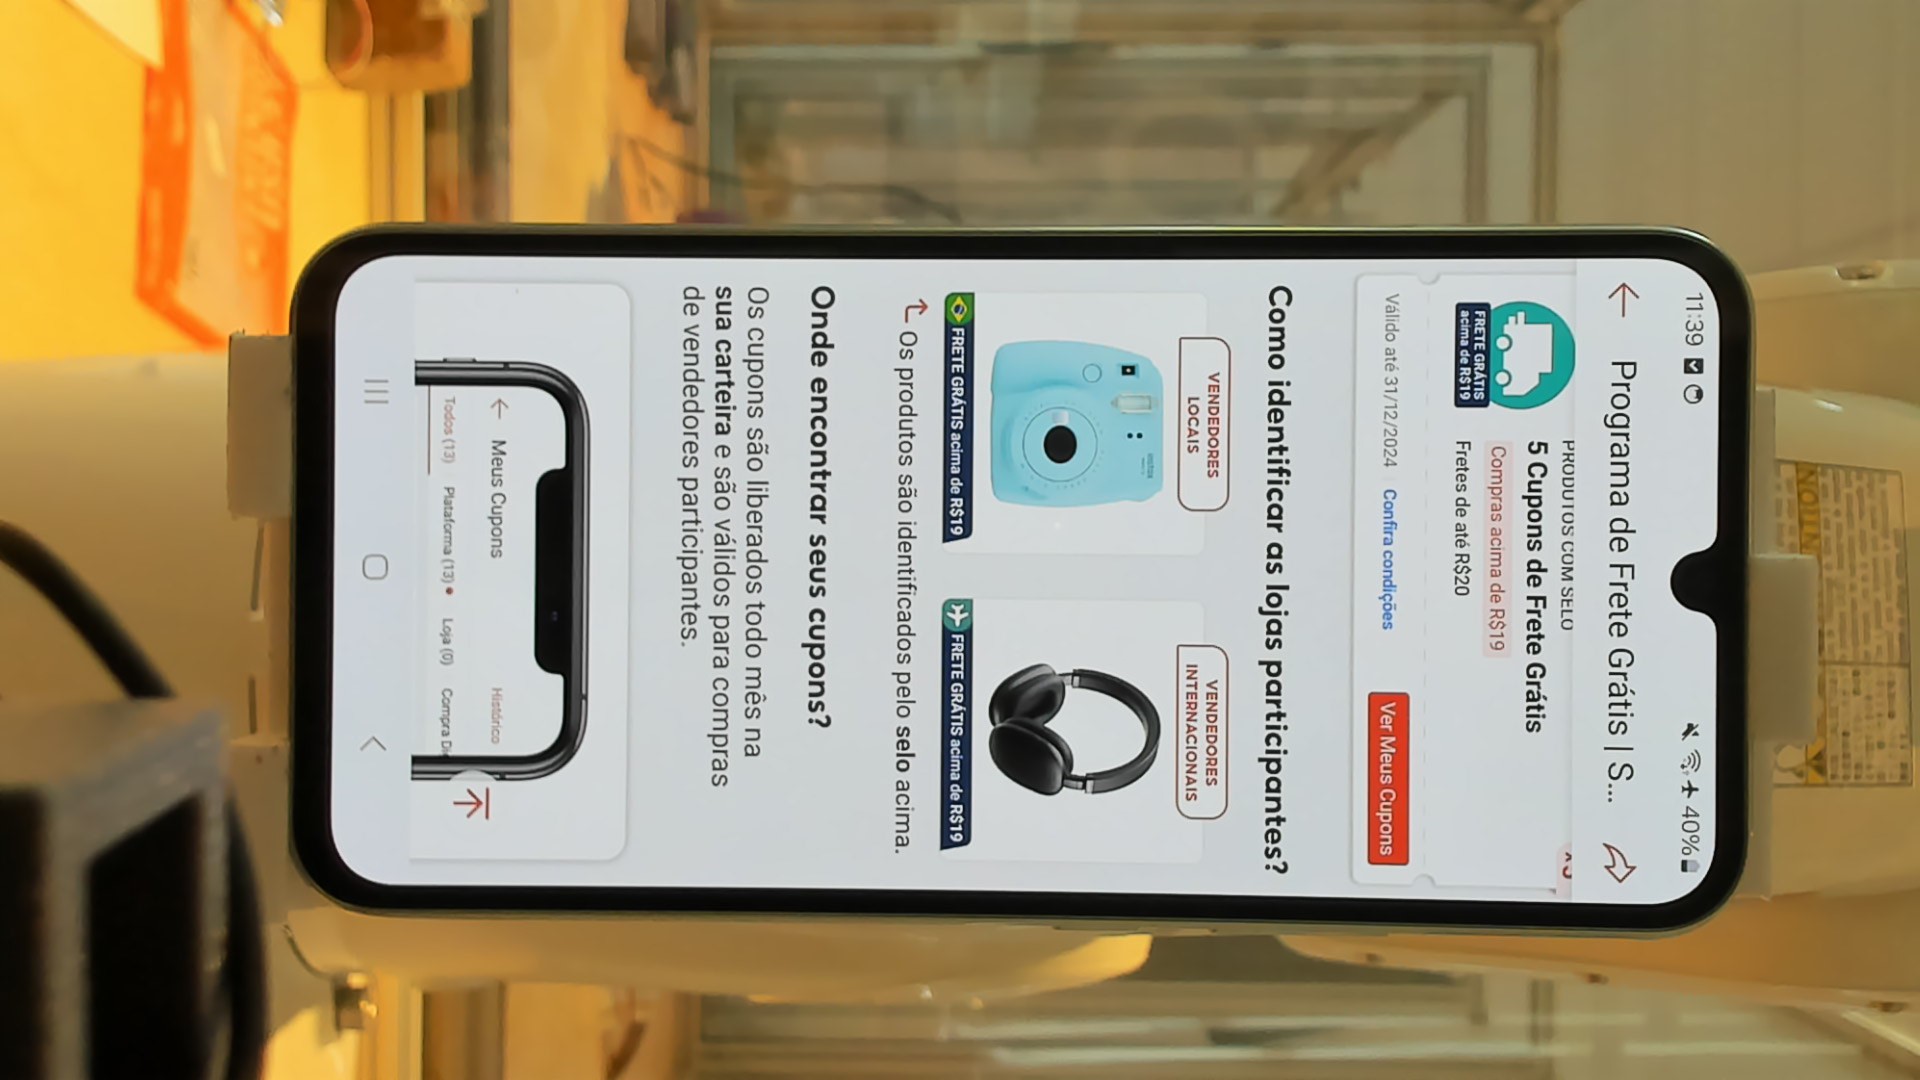 11:39
40%
Programa de Frete Grátis | S...
PRODUTOS COM SELO
5 Cupons de Frete Grátis
Compras acima de R$19
Fretes de até R$20
FRETE GRÁTIS
acima de R$19
Válido até 31/12/2024 Confira condições
Ver Meus Cupons
Como identificar as lojas participantes?
VENDEDORES
LOCAIS
VENDEDORES
INTERNACIONAIS
FRETE GRÁTIS acima de R$19
FRETE GRÁTIS acima de R$19
Os produtos são identificados pelo selo acima.
Onde encontrar seus cupons?
Os cupons são liberados todo mês na
sua carteira e são válidos para compras
de vendedores participantes.
Meus Cupons
Histórico
Todos (13) Plataforma (13) Loja (0) Compra Di